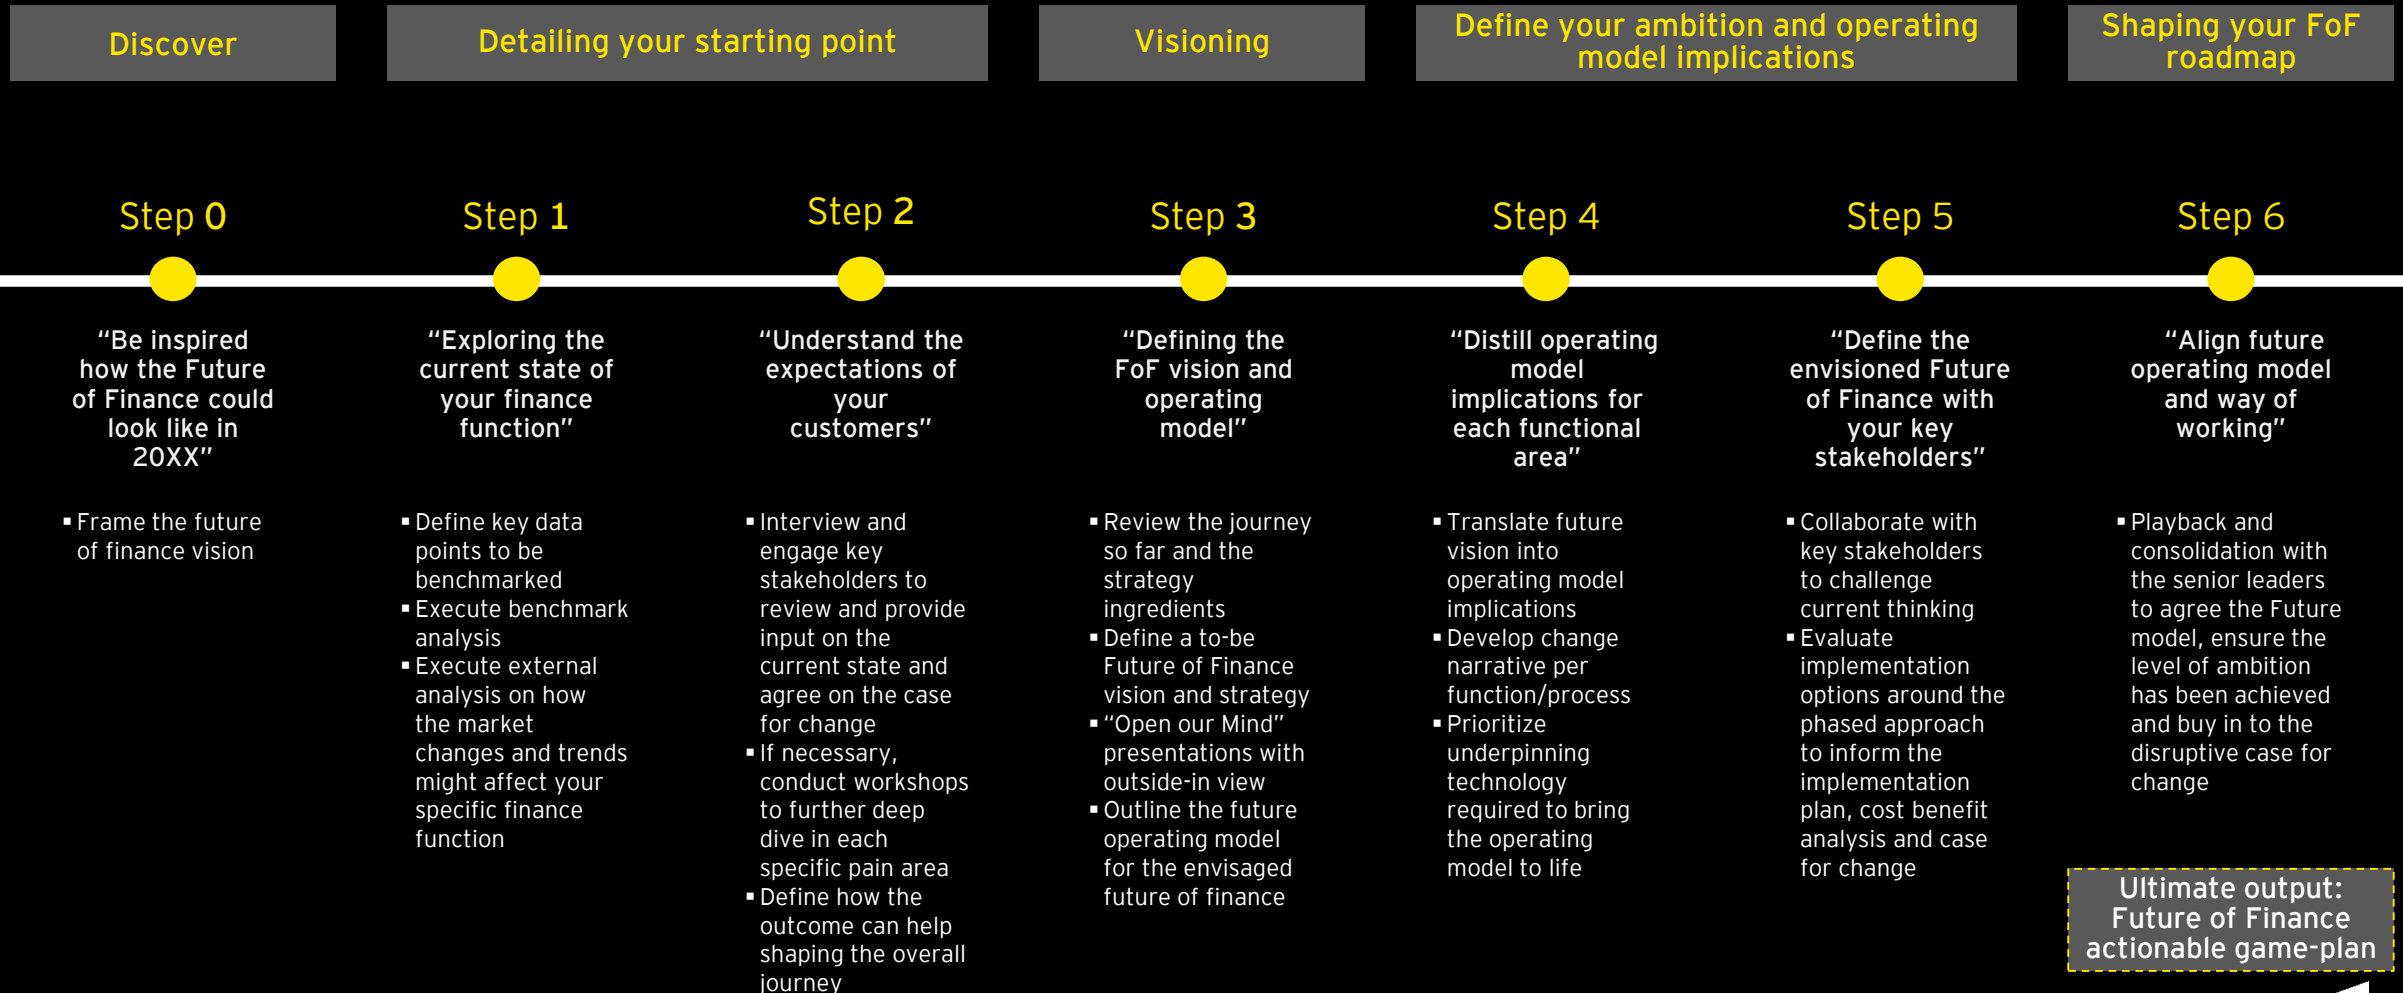 Discover
Detailing your starting point
Visioning
Define your ambition and operating
model implications
Shaping your FoF
roadmap
Step 0
Step 1
Step 2
Step 3
Step 4
Step 5
Step 6
“Be inspired
how the Future
of Finance could
look like in
20XX”
“Exploring the
current state of
your finance
function”
“Understand the
expectations of
your
customers”
“Defining the
FoF vision and
operating
model”
“Distill operating
model
implications for
each functional
area”
“Define the
envisioned Future
of Finance with
your key
stakeholders”
“Align future
operating model
and way of
working”
▪ Frame the future
of finance vision
▪ Define key data
points to be
benchmarked
▪ Execute benchmark
analysis
▪ Execute external
analysis on how
the market
changes and trends
might affect your
specific finance
function
▪ Interview and
engage key
stakeholders to
review and provide
input on the
current state and
agree on the case
for change
▪ If necessary,
conduct workshops
to further deep
dive in each
specific pain area
▪ Define how the
outcome can help
shaping the overall
journey
▪ Review the journey
so far and the
strategy
ingredients
▪ Define a to-be
Future of Finance
vision and strategy
▪ “Open our Mind”
presentations with
outside-in view
▪ Outline the future
operating model
for the envisaged
future of finance
▪ Translate future
vision into
operating model
implications
▪ Develop change
narrative per
function/process
▪ Prioritize
underpinning
technology
required to bring
the operating
model to life
▪ Collaborate with
key stakeholders
to challenge
current thinking
▪ Evaluate
implementation
options around the
phased approach
to inform the
implementation
plan, cost benefit
analysis and case
for change
▪ Playback and
consolidation with
the senior leaders
to agree the Future
model, ensure the
level of ambition
has been achieved
and buy in to the
disruptive case for
change
Ultimate output:
Future of Finance
actionable game-plan